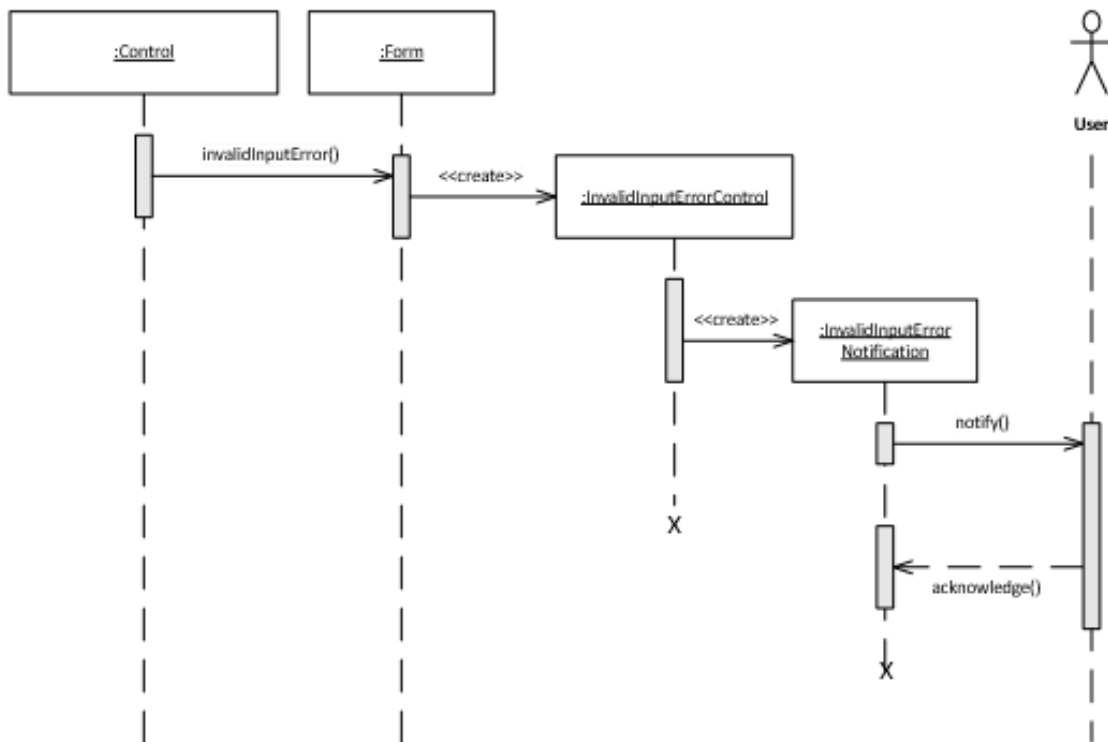 :Control
:Form
User
invalidInputError()
<<create>>
:InvalidInputErrorControl
<<create>>
:InvalidInputError
Notification
notify()
X
acknowledge()
X